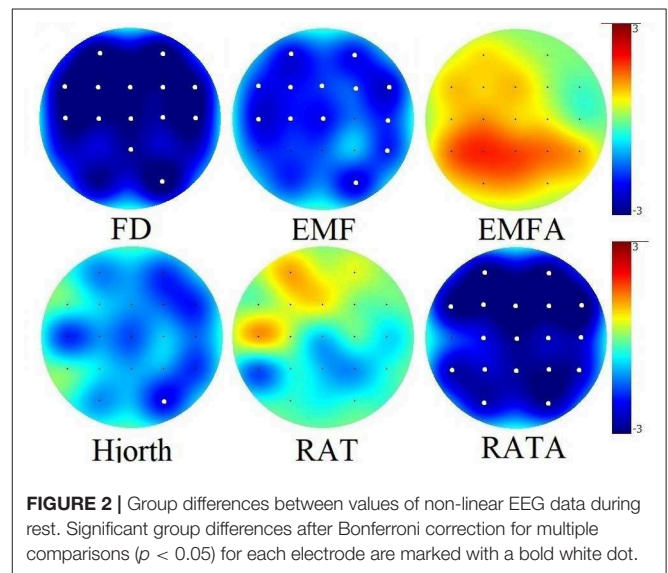 3
FD EMF EMFA
-3
3
Hjorth RAT RATA
-3
FIGURE 2 | Group differences between values of non-linear EEG data during
rest. Significant group differences after Bonferroni correction for multiple
comparisons (p < 0.05) for each electrode are marked with a bold white dot.